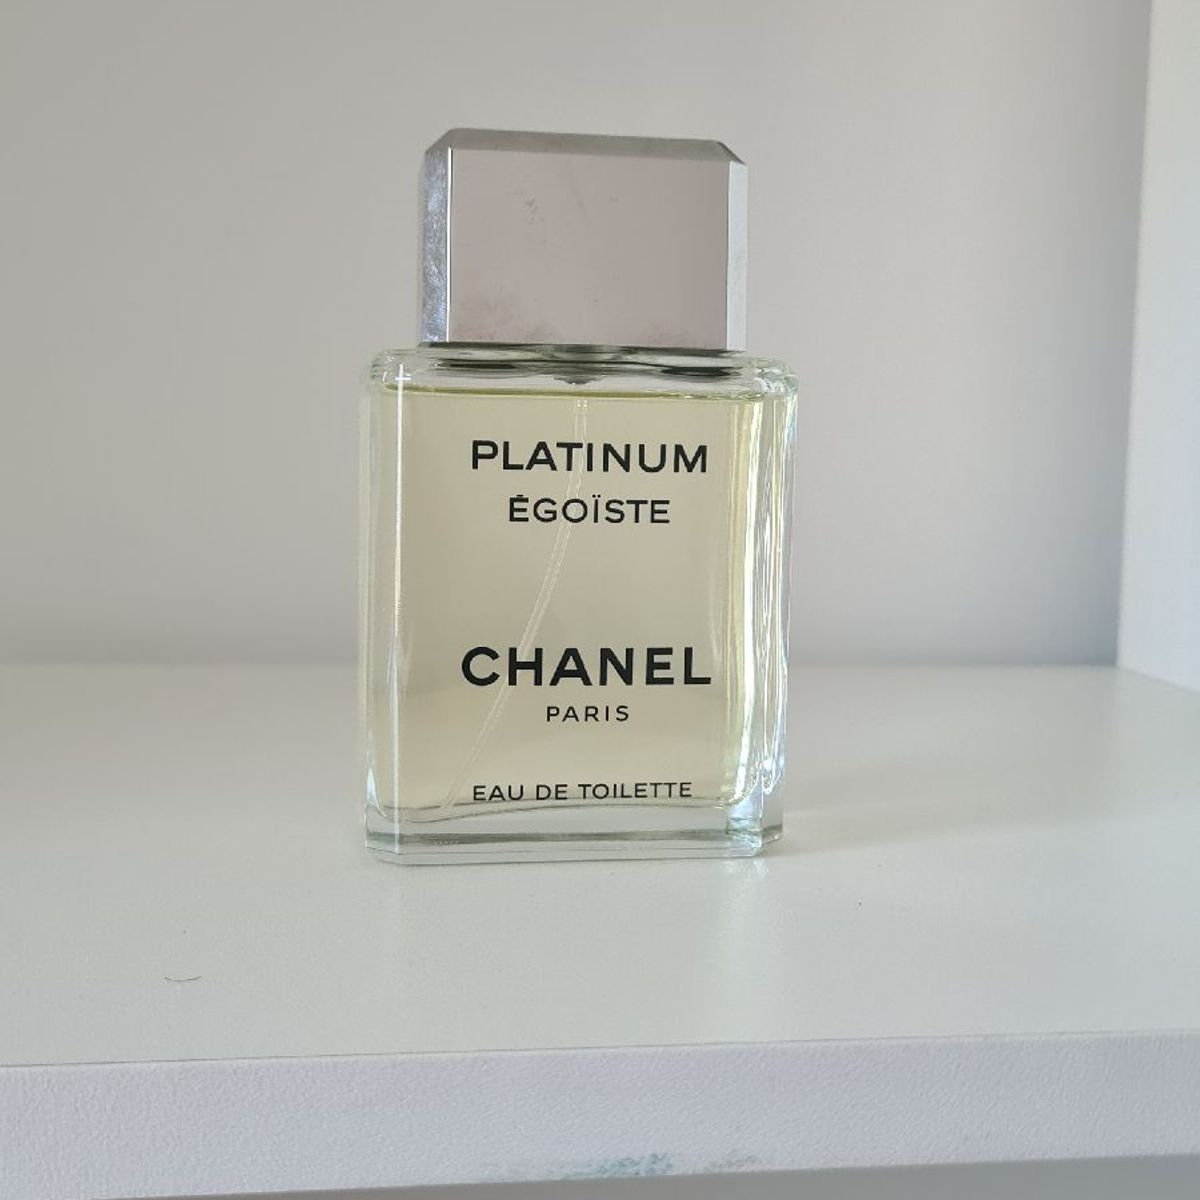 PLATINUM
ÉGOÏSTE
CHANEL
PARIS
EAU DE TOILETTE